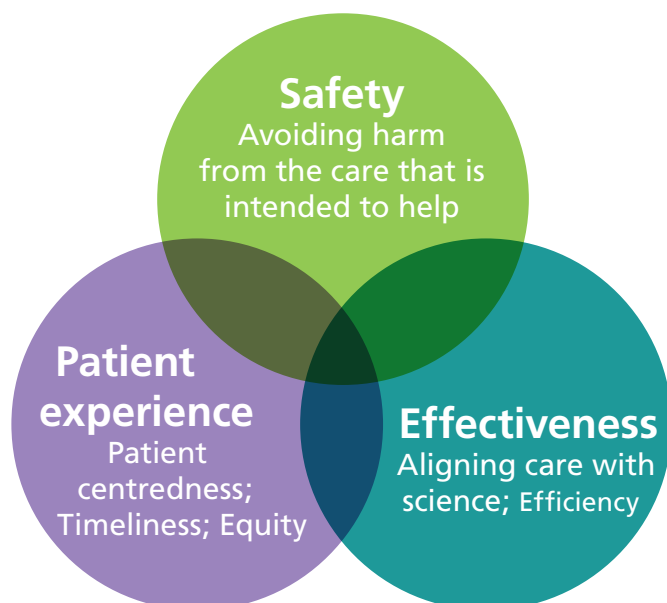 Safety
Avoiding harm
from the care that is
intended to help
Patient
experience
Patient
centredness;
Timeliness; Equity
Effectiveness
Aligning care with
science; Efficiency